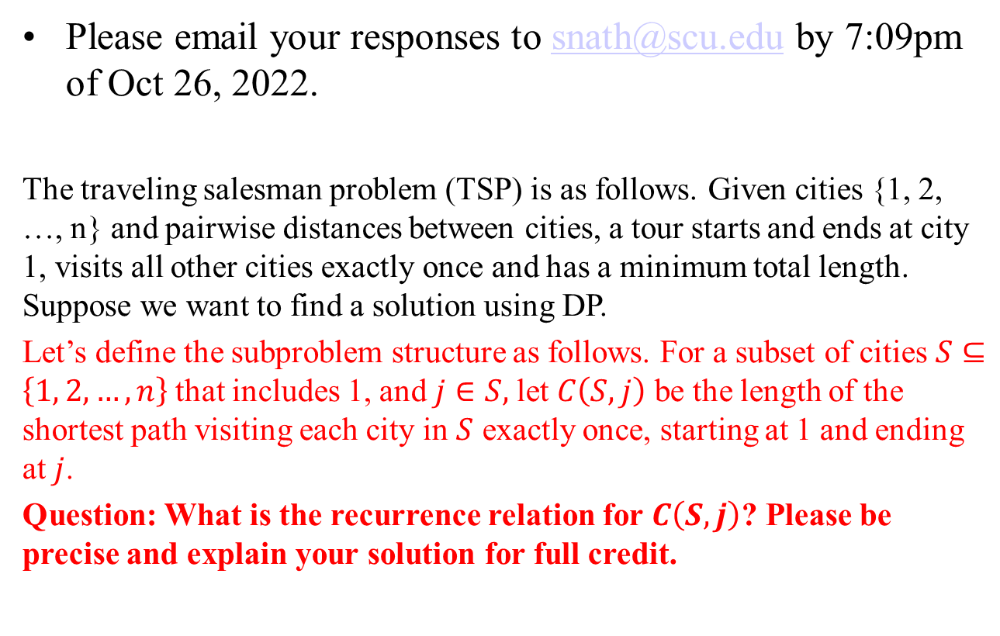 • Please email your responses to snath@scu.edu by 7:09pm
of Oct 26, 2022.
The traveling salesman problem (TSP) is as follows. Given cities {1, 2,
…, n} and pairwise distances between cities, a tour starts and ends at city
1, visits all other cities exactly once and has a minimum total length.
Suppose we want to find a solution using DP.
Let’s define the subproblem structure as follows. For a subset of cities 𝑆 ⊆
{1, 2, … , 𝑛} that includes 1, and 𝑗 ∈ 𝑆, let 𝐶(𝑆, 𝑗) be the length of the
shortest path visiting each city in 𝑆 exactly once, starting at 1 and ending
at 𝑗.
Question: What is the recurrence relation for 𝑪(𝑺, 𝒋)? Please be
precise and explain your solution for full credit.